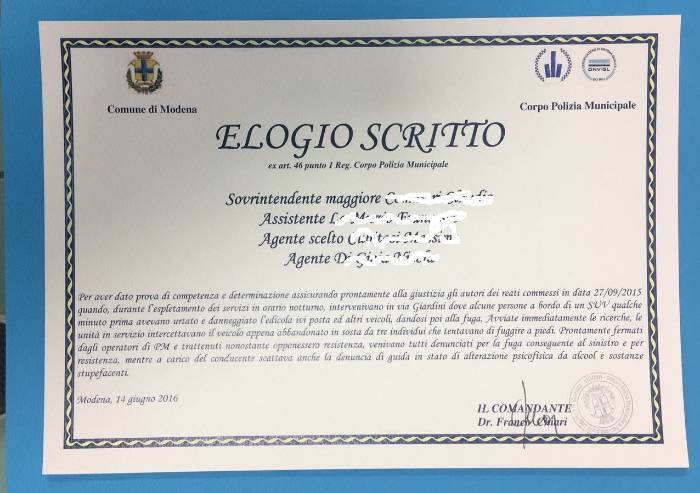 Comune di Modena
DNV·GL
Corpo Polizia Municipale
ELOGIO SCRITTO
ex art. 46 punto 1 Reg. Corpo Polizia Municipale
Sovrintendente maggiore
Assistente
Agente scelto
Agente
Per aver dato prova di competenza e determinazione assicurando prontamente alla giustizia gli autori dei reati commessi in data 27/09/2015
quando, durante l'espletamento dei servizi in orario notturno, intervenivano in via Giardini dove alcune persone a bordo di un SUV qualche
minuto prima avevano urtato e danneggiato l'edicola ivi posta ed altri veicoli, dandosi poi alla fuga. Avviate immediatamente le ricerche, le
unità in servizio intercettavano il veicolo appena abbandonato in sosta da tre individui che tentavano di fuggire a piedi. Prontamente fermati
dagli operatori di PM e trattenuti nonostante opponessero resistenza, venivano tutti denunciati per la fuga conseguente al sinistro e per
resistenza, mentre a carico del conducente scattava anche la denuncia di guida in stato di alterazione psicofisica da alcool e sostanze
stupefacenti.
Modena, 14 giugno 2016
IL COMANDANTE
Dr. Franco Chiari